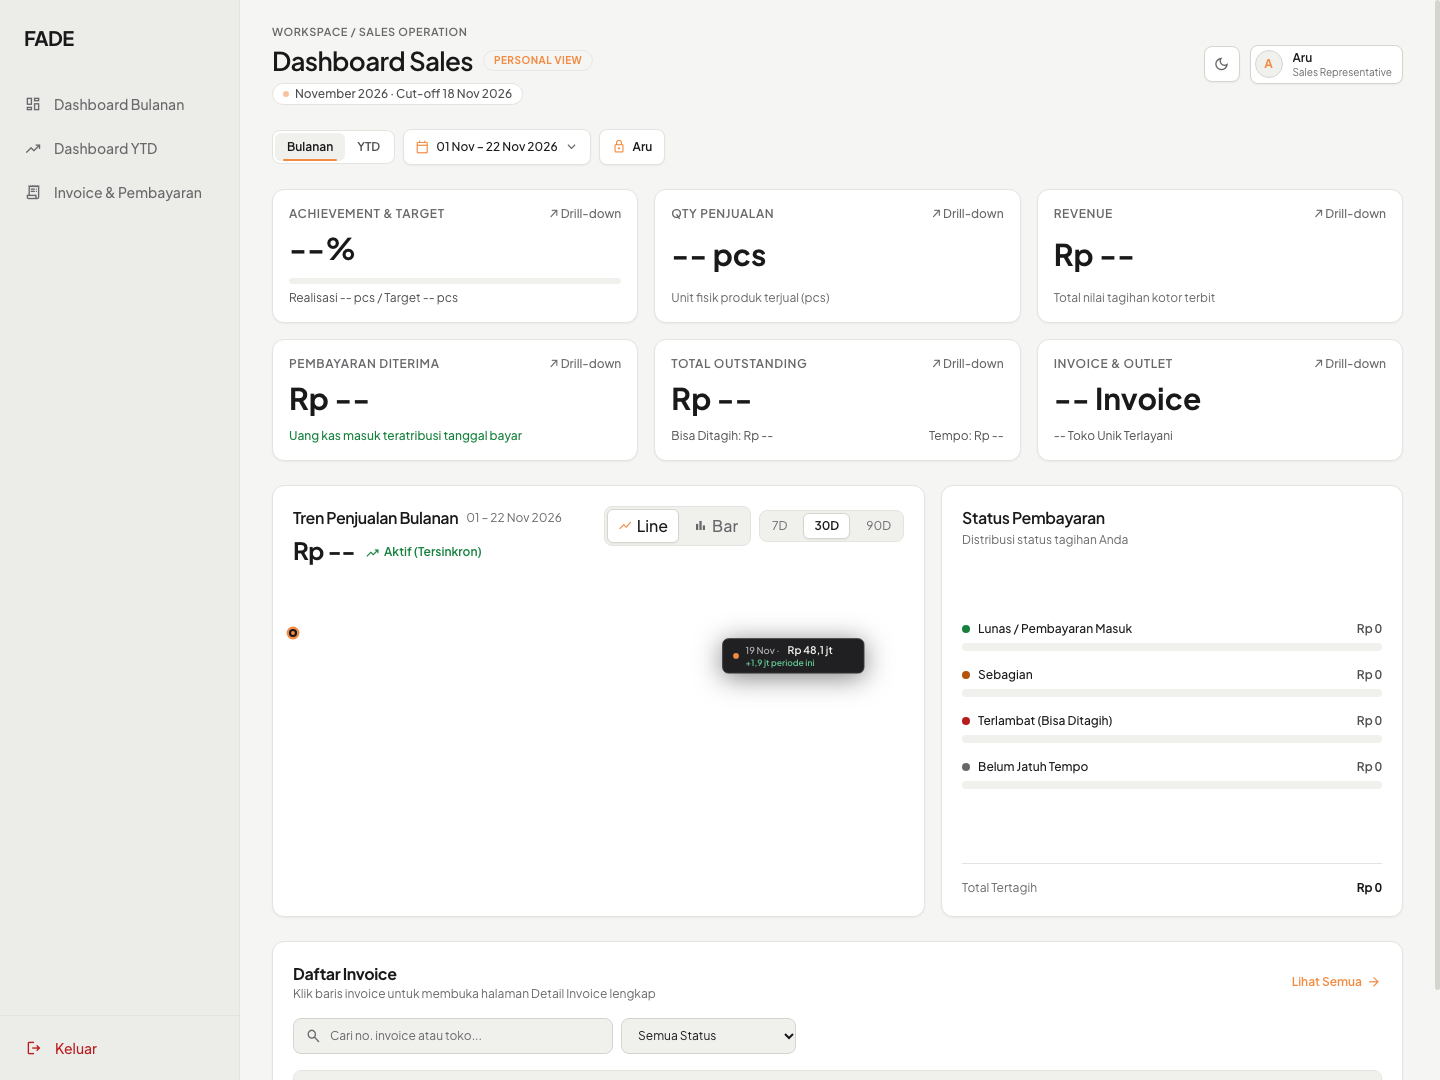 FADE
Dashboard Bulanan
Dashboard YTD
Invoice & Pembayaran
Keluar
WORKSPACE / SALES OPERATION
Dashboard Sales PERSONAL VIEW
November 2026 · Cut-off 18 Nov 2026
A Aru
Sales Representative
Bulanan YTD 01 Nov – 22 Nov 2026 Aru
ACHIEVEMENT & TARGET Drill-down
--%
Realisasi -- pcs / Target -- pcs
QTY PENJUALAN Drill-down
-- pcs
Unit fisik produk terjual (pcs)
REVENUE Drill-down
Rp --
Total nilai tagihan kotor terbit
PEMBAYARAN DITERIMA Drill-down
Rp --
Uang kas masuk teratribusi tanggal bayar
TOTAL OUTSTANDING Drill-down
Rp --
Bisa Ditagih: Rp -- Tempo: Rp --
INVOICE & OUTLET Drill-down
-- Invoice
-- Toko Unik Terlayani
Tren Penjualan Bulanan 01 – 22 Nov 2026
Line Bar 7D 30D 90D
Rp -- Aktif (Tersinkron)
19 Nov · Rp 48,1 jt
+1,9 jt periode ini
Status Pembayaran
Distribusi status tagihan Anda
Lunas / Pembayaran Masuk Rp 0
Sebagian Rp 0
Terlambat (Bisa Ditagih) Rp 0
Belum Jatuh Tempo Rp 0
Total Tertagih Rp 0
Daftar Invoice
Klik baris invoice untuk membuka halaman Detail Invoice lengkap
Lihat Semua →
Cari no. invoice atau toko... Semua Status